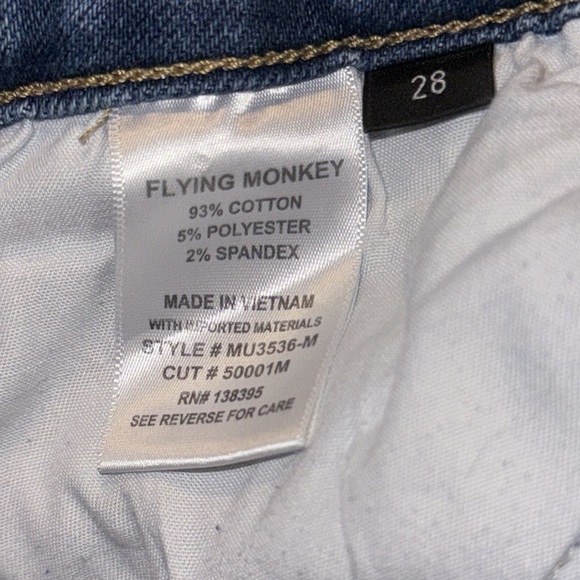 28
FLYING MONKEY
93% COTTON
5% POLYESTER
2% SPANDEX
MADE IN VIETNAM
WITH IMPORTED MATERIALS
STYLE # MU3536-M
CUT # 50001M
RN# 138395
SEE REVERSE FOR CARE